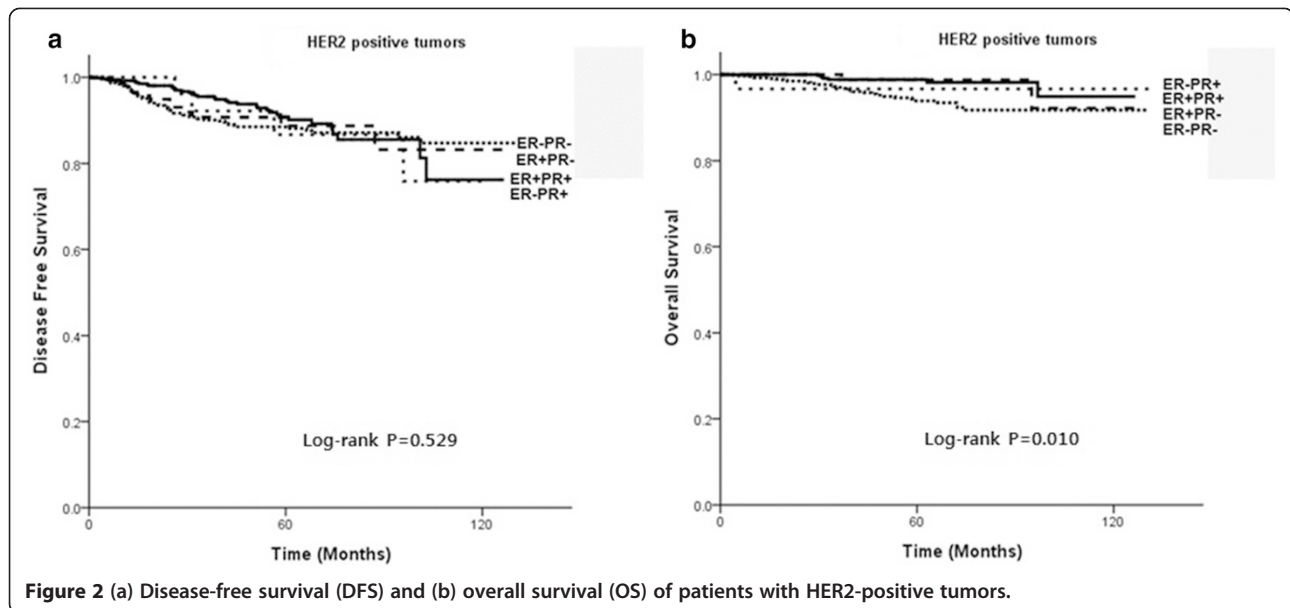 a
HER2 positive tumors
1.0
0.8
0.6
0.4
0.2
0.0
0
60
120
Disease Free Survival
Time (Months)
ER-PR-
ER+PR-
ER+PR+
ER-PR+
Log-rank P=0.529
b
HER2 positive tumors
1.0
0.8
0.6
0.4
0.2
0.0
0
60
120
Overall Survival
Time (Months)
ER-PR+
ER+PR+
ER+PR-
ER-PR-
Log-rank P=0.010
Figure 2 (a) Disease-free survival (DFS) and (b) overall survival (OS) of patients with HER2-positive tumors.